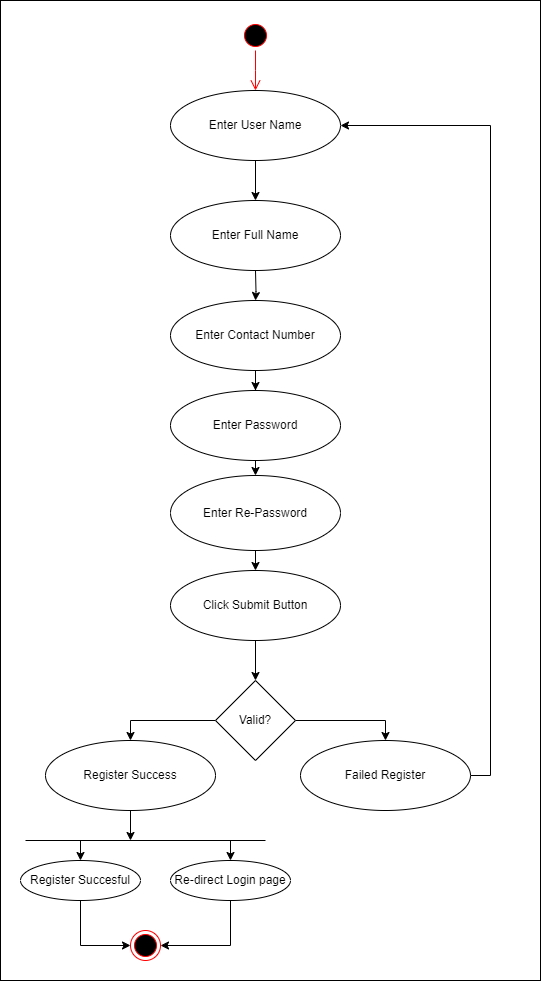 Enter User Name
Enter Full Name
Enter Contact Number
Enter Password
Enter Re-Password
Click Submit Button
Valid?
Register Success
Failed Register
Register Succesful
Re-direct Login page